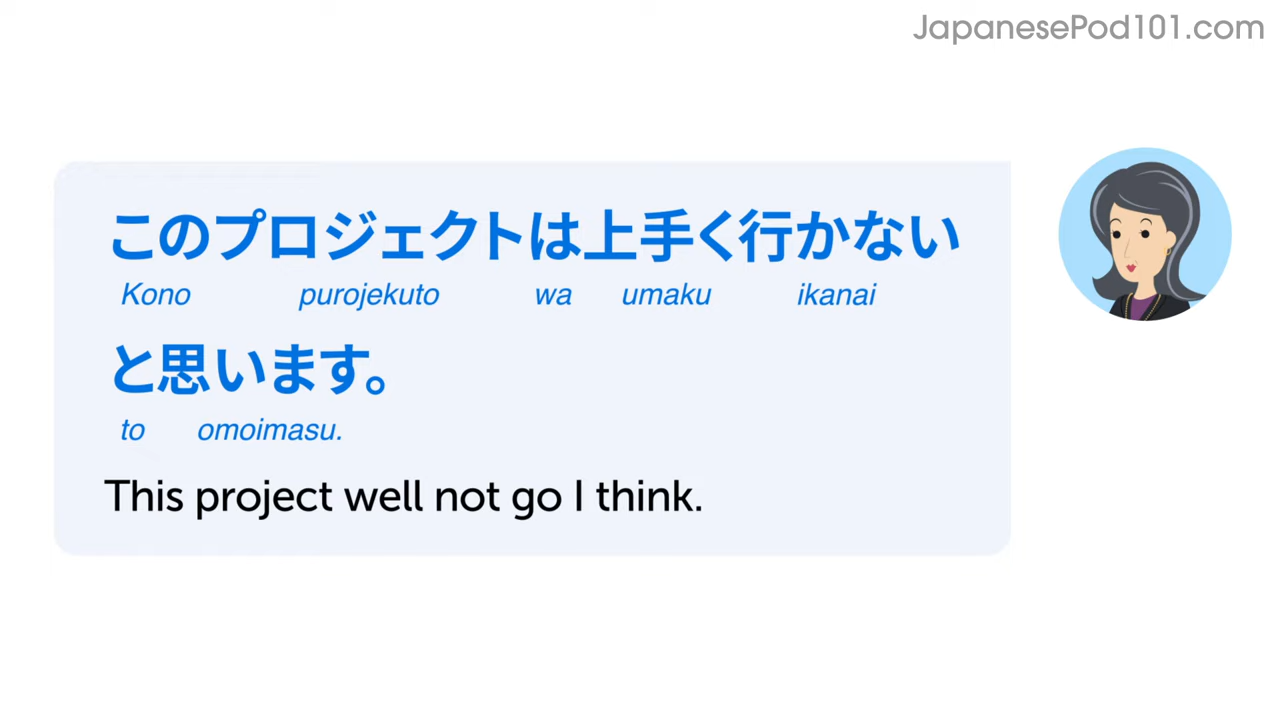 JapanesePod101.com
このプロジェクトは上手く行かない
Kono purojekuto wa umaku ikanai
と思います。
to omoimasu.
This project well not go I think.